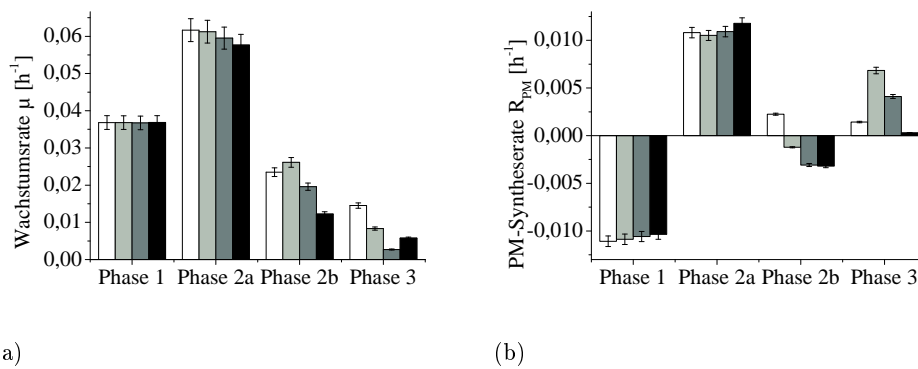 Wachstumsrate µ [h⁻¹]
0,06
0,05
0,04
0,03
0,02
0,01
0,00
Phase 1 Phase 2a Phase 2b Phase 3
PM-Syntheserate R_PM [h⁻¹]
0,010
0,005
0,000
-0,005
-0,010
Phase 1 Phase 2a Phase 2b Phase 3
a) (b)